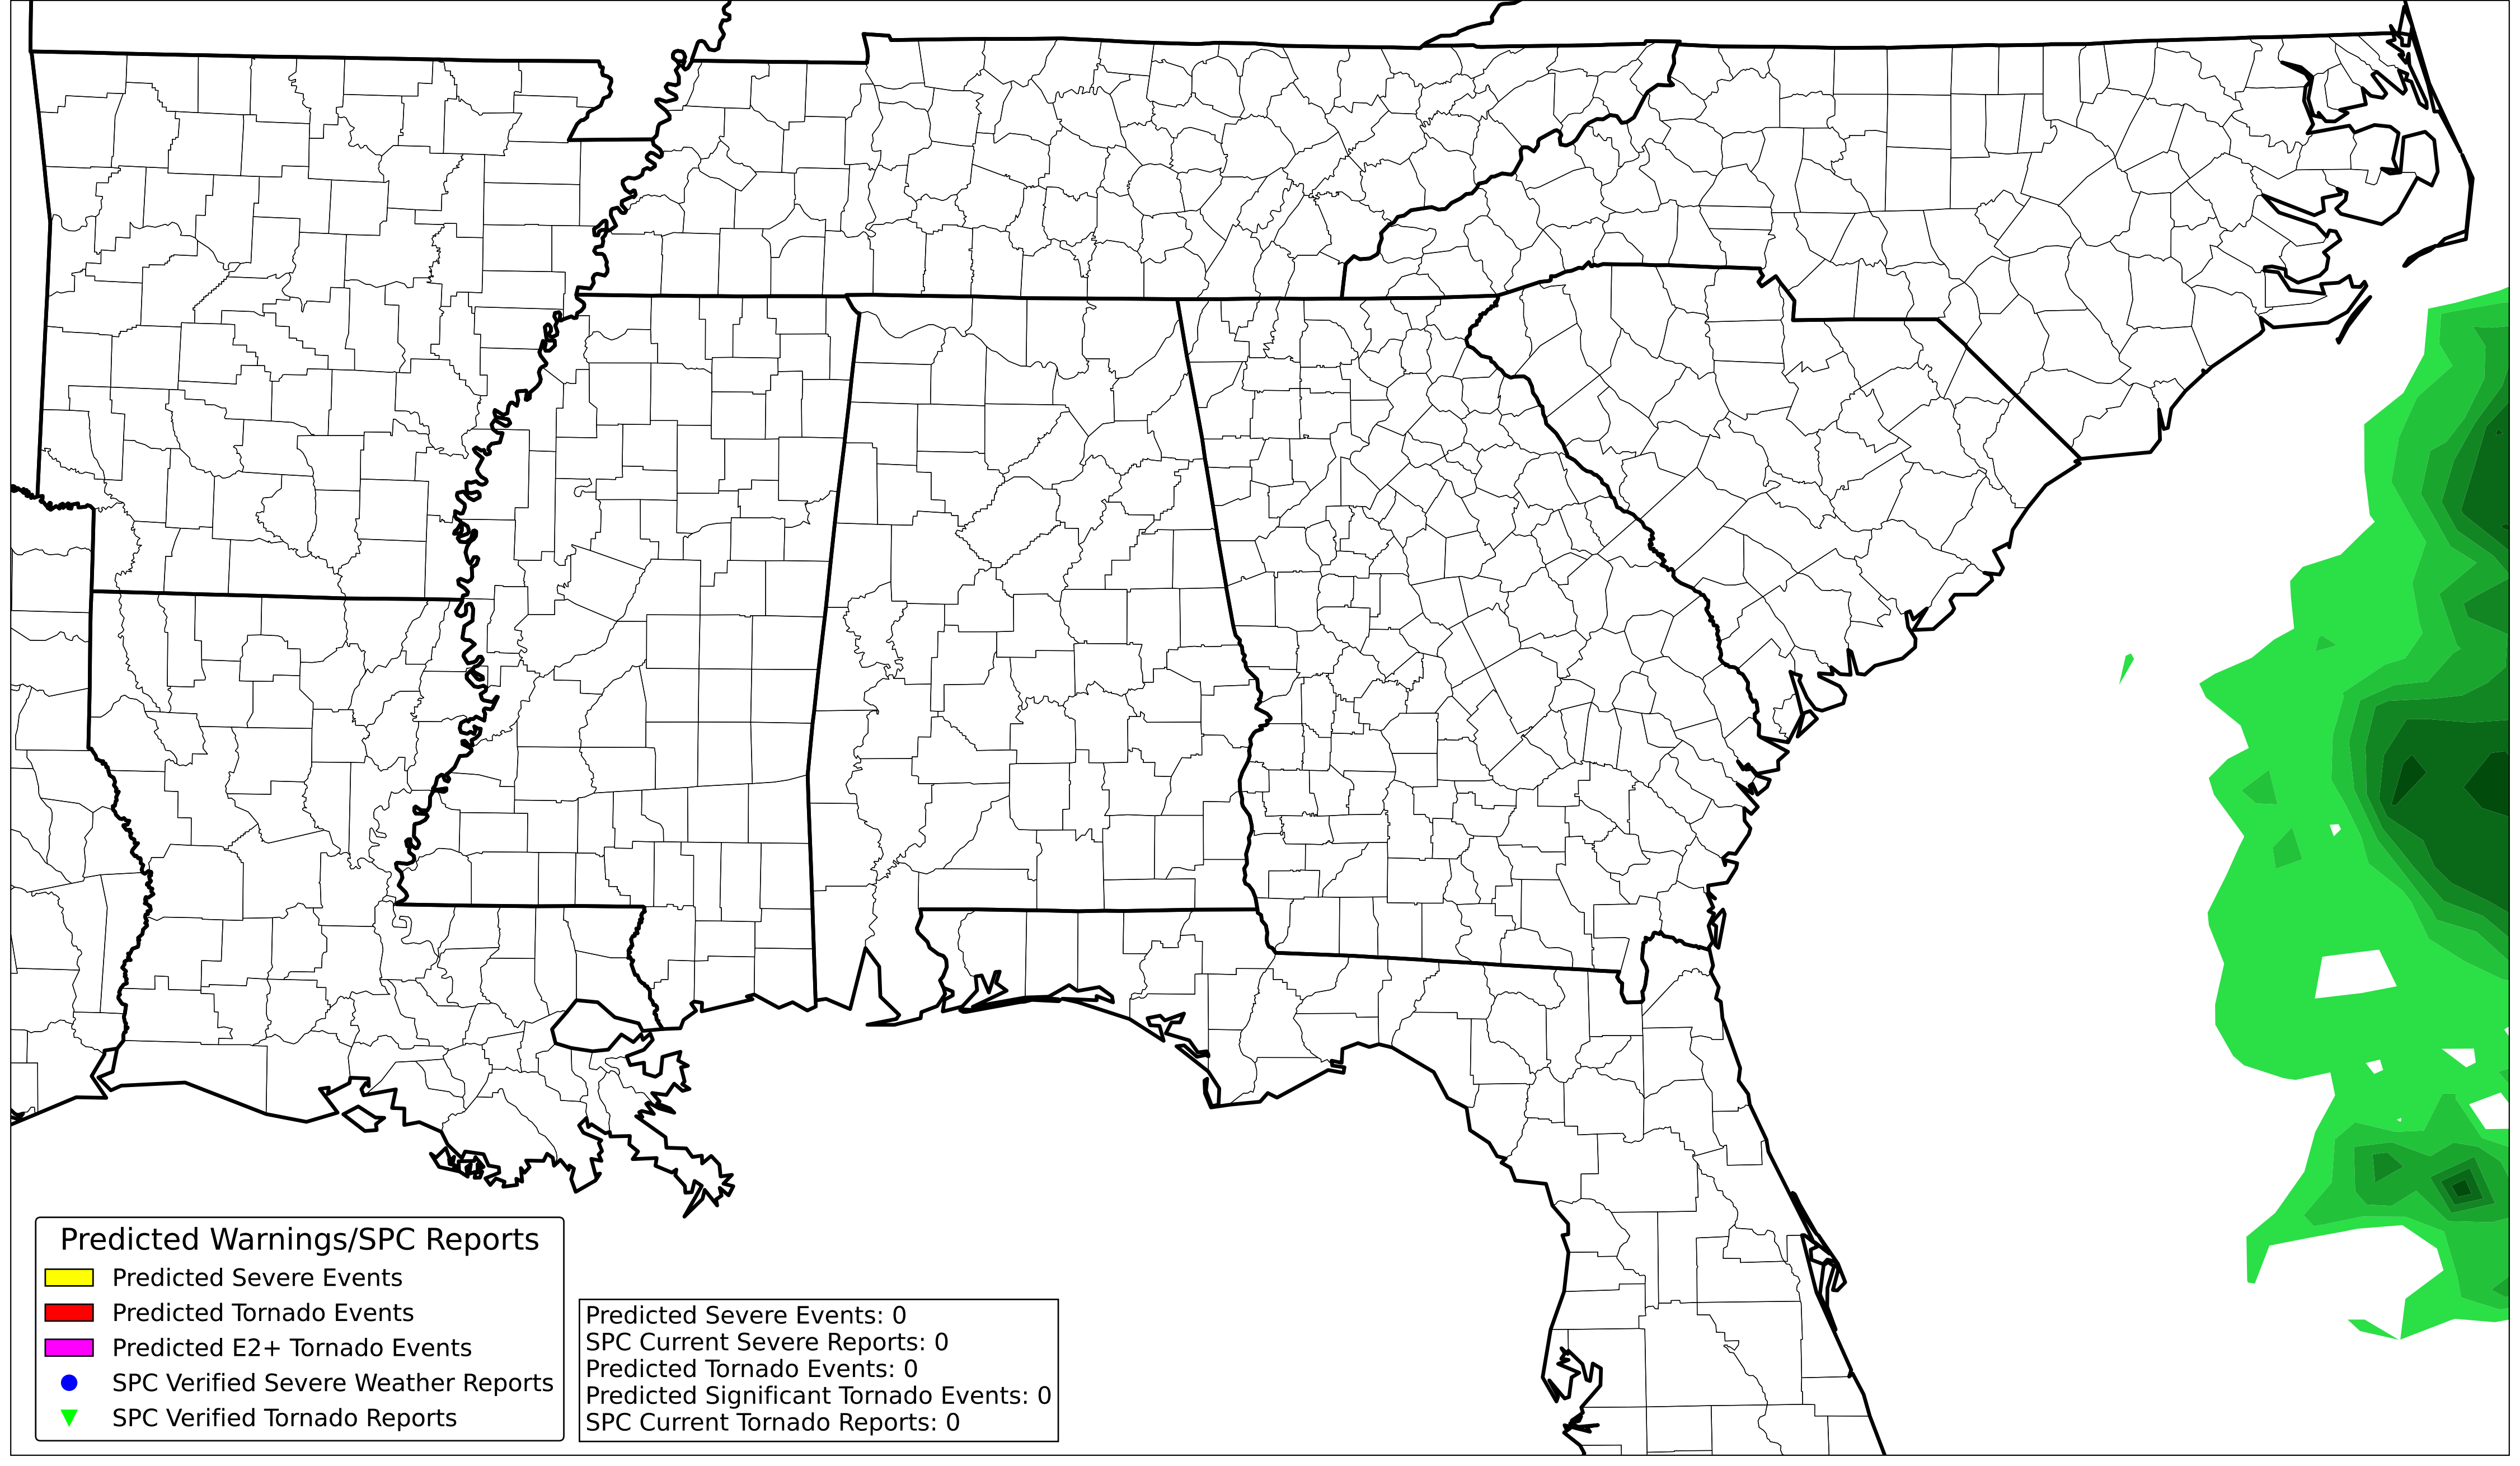 Predicted Warnings/SPC Reports
Predicted Severe Events
Predicted Tornado Events
Predicted E2+ Tornado Events
SPC Verified Severe Weather Reports
SPC Verified Tornado Reports
Predicted Severe Events: 0
SPC Current Severe Reports: 0
Predicted Tornado Events: 0
Predicted Significant Tornado Events: 0
SPC Current Tornado Reports: 0